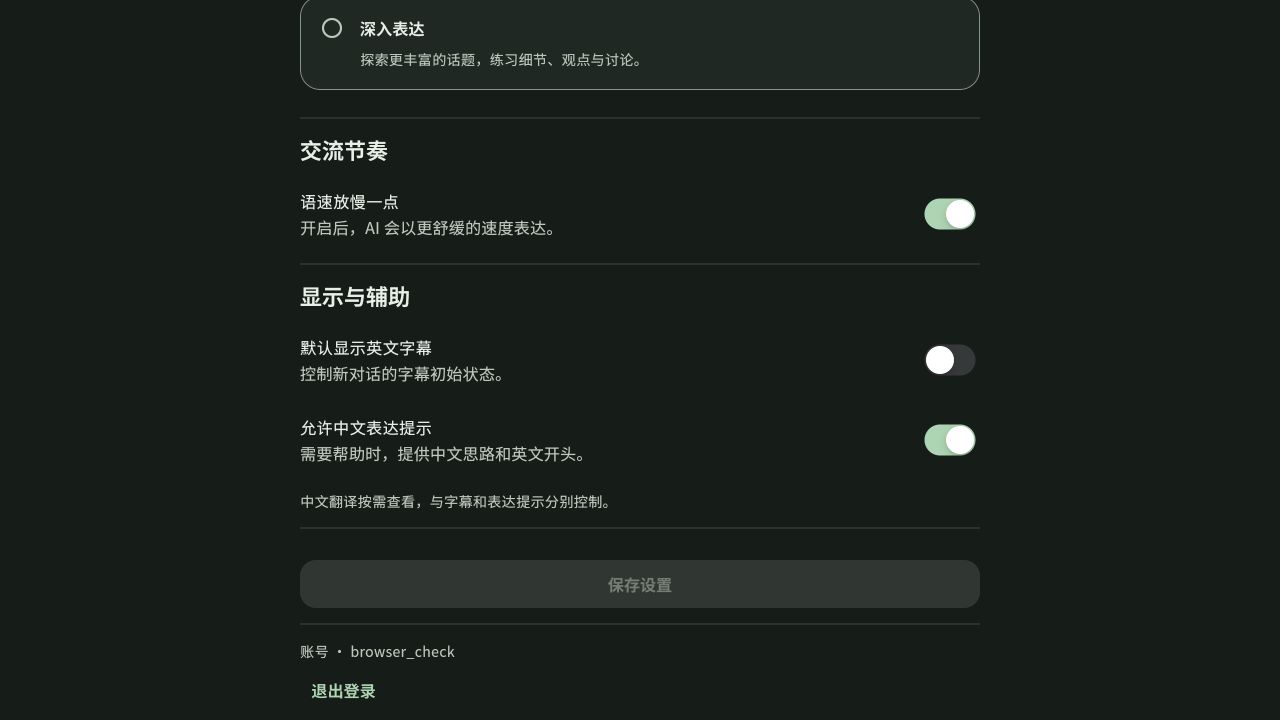 深入表达
探索更丰富的话题，练习细节、观点与讨论。
交流节奏
语速放慢一点
开启后，AI 会以更舒缓的速度表达。
显示与辅助
默认显示英文字幕
控制新对话的字幕初始状态。
允许中文表达提示
需要帮助时，提供中文思路和英文开头。
中文翻译按需查看，与字幕和表达提示分别控制。
保存设置
账号 · browser_check
退出登录